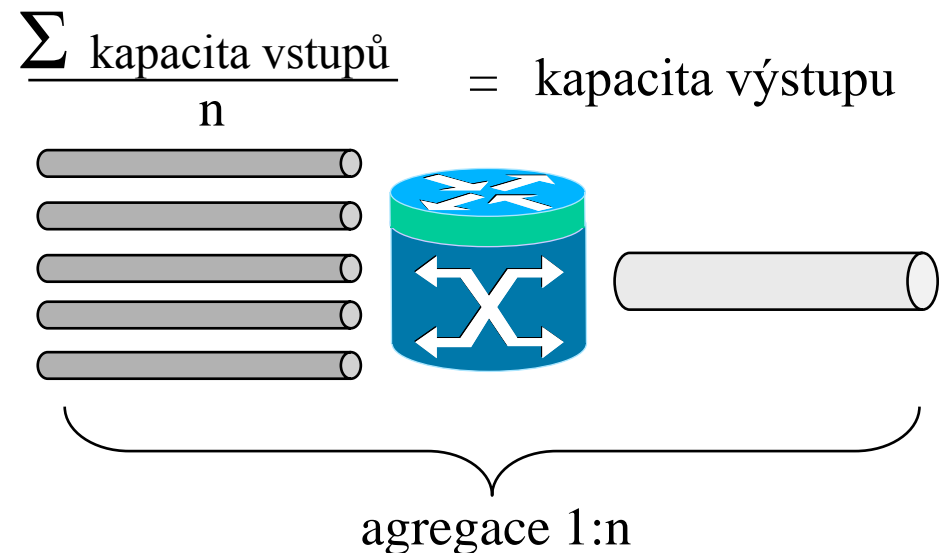 Σ kapacita vstupů
n
= kapacita výstupu
agregace 1:n